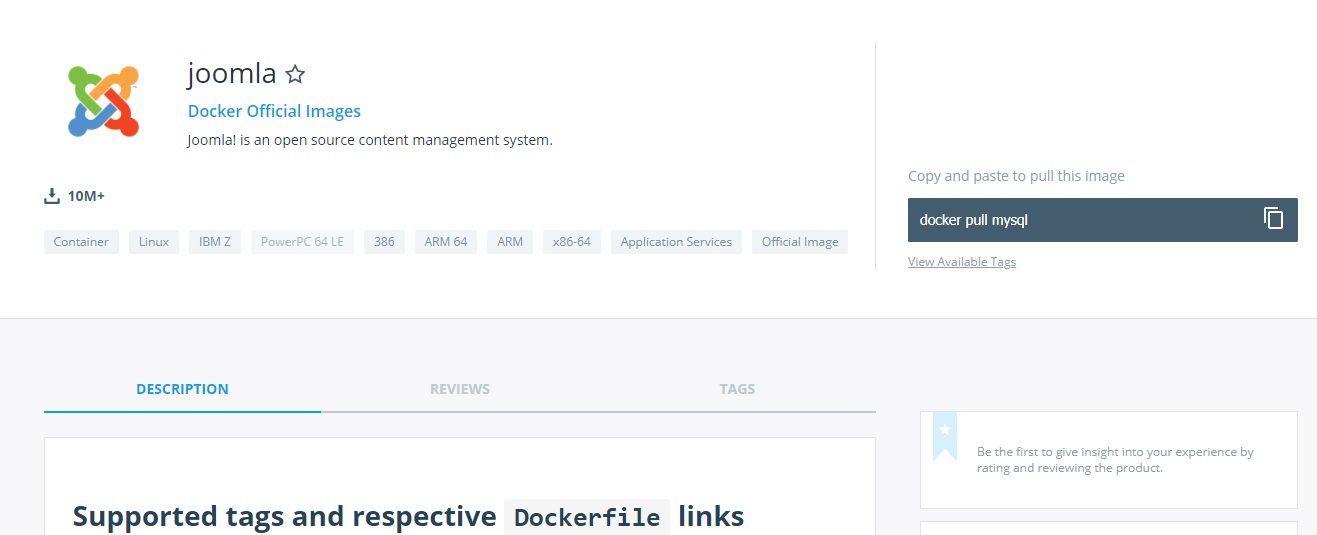 joomla
Docker Official Images
Joomla! is an open source content management system.
10M+
Container Linux IBM Z PowerPC 64 LE 386 ARM 64 ARM x86-64 Application Services Official Image
Copy and paste to pull this image
docker pull mysql
View Available Tags
DESCRIPTION REVIEWS TAGS
Supported tags and respective Dockerfile links
Be the first to give insight into your experience by
rating and reviewing the product.